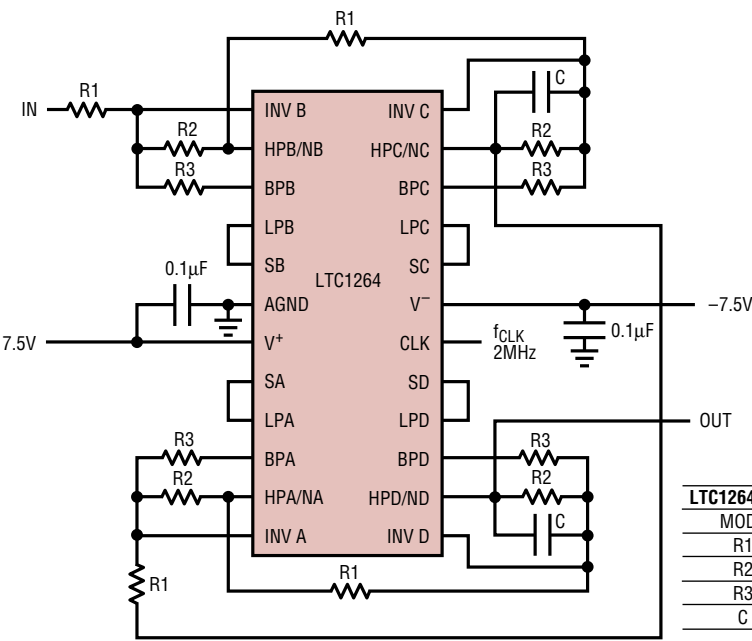 R1
R1
IN
C
INV B
INV C
R2
R2
HPB/NB
HPC/NC
R3
R3
BPB
BPC
LPB
LPC
0.1µF
SB
SC
LTC1264
AGND
V–
–7.5V
7.5V
V+
CLK
fCLK
2MHz
0.1µF
SA
SD
LPA
LPD
OUT
R3
R3
BPA
BPD
R2
R2
HPA/NA
HPD/ND
LTC1264
C
MOD
INV A
INV D
R1
R1
R1
R2
R3
C